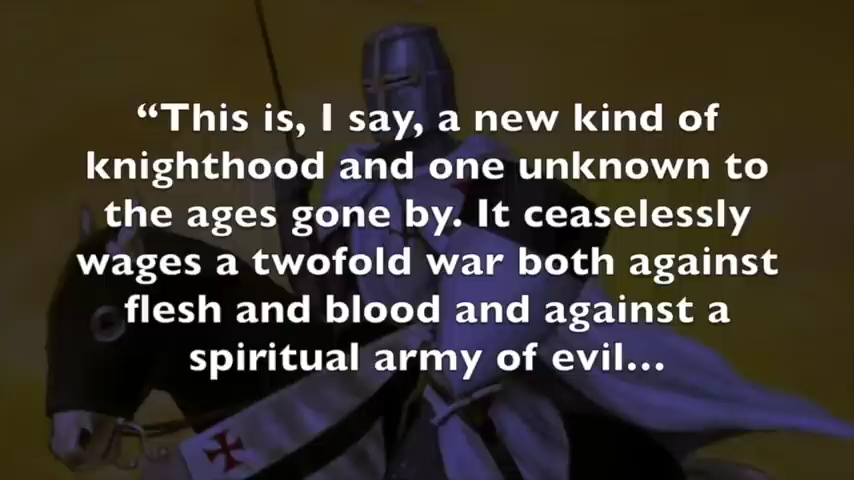 “This is, I say, a new kind of
knighthood and one unknown to
the ages gone by. It ceaselessly
wages a twofold war both against
flesh and blood and against a
spiritual army of evil...